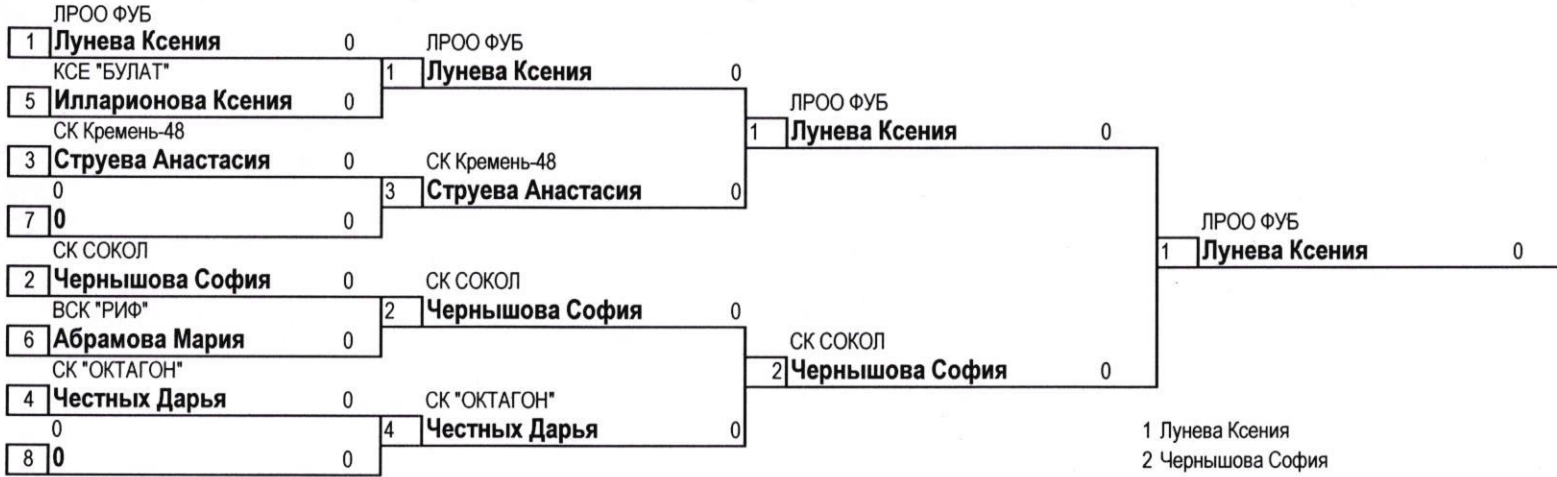 ЛРОО ФУБ
1 Лунева Ксения 0
КСЕ "БУЛАТ"
5 Илларионова Ксения 0
СК Кремень-48
3 Струева Анастасия 0
0
7 0 0
СК СОКОЛ
2 Чернышова София 0
ВСК "РИФ"
6 Абрамова Мария 0
СК "ОКТАГОН"
4 Честных Дарья 0
0
8 0 0
ЛРОО ФУБ
1 Лунева Ксения 0
СК Кремень-48
3 Струева Анастасия 0
СК СОКОЛ
2 Чернышова София 0
СК "ОКТАГОН"
4 Честных Дарья 0
ЛРОО ФУБ
1 Лунева Ксения 0
СК СОКОЛ
2 Чернышова София 0
ЛРОО ФУБ
1 Лунева Ксения 0
1 Лунева Ксения
2 Чернышова София